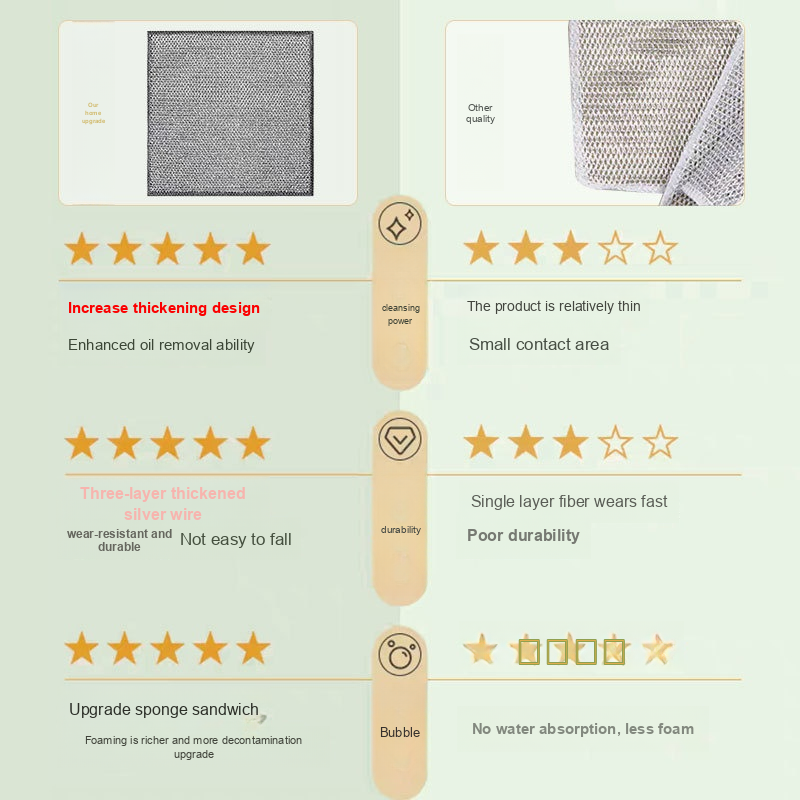 Our
home
upgrade
Other
quality
cleansing
power
Increase thickening design
The product is relatively thin
Enhanced oil removal ability
Small contact area
Three-layer thickened
silver wire
wear-resistant and
durable
Not easy to fall
durability
Single layer fiber wears fast
Poor durability
Upgrade sponge sandwich
Foaming is richer and more decontamination
upgrade
Bubble
No water absorption, less foam